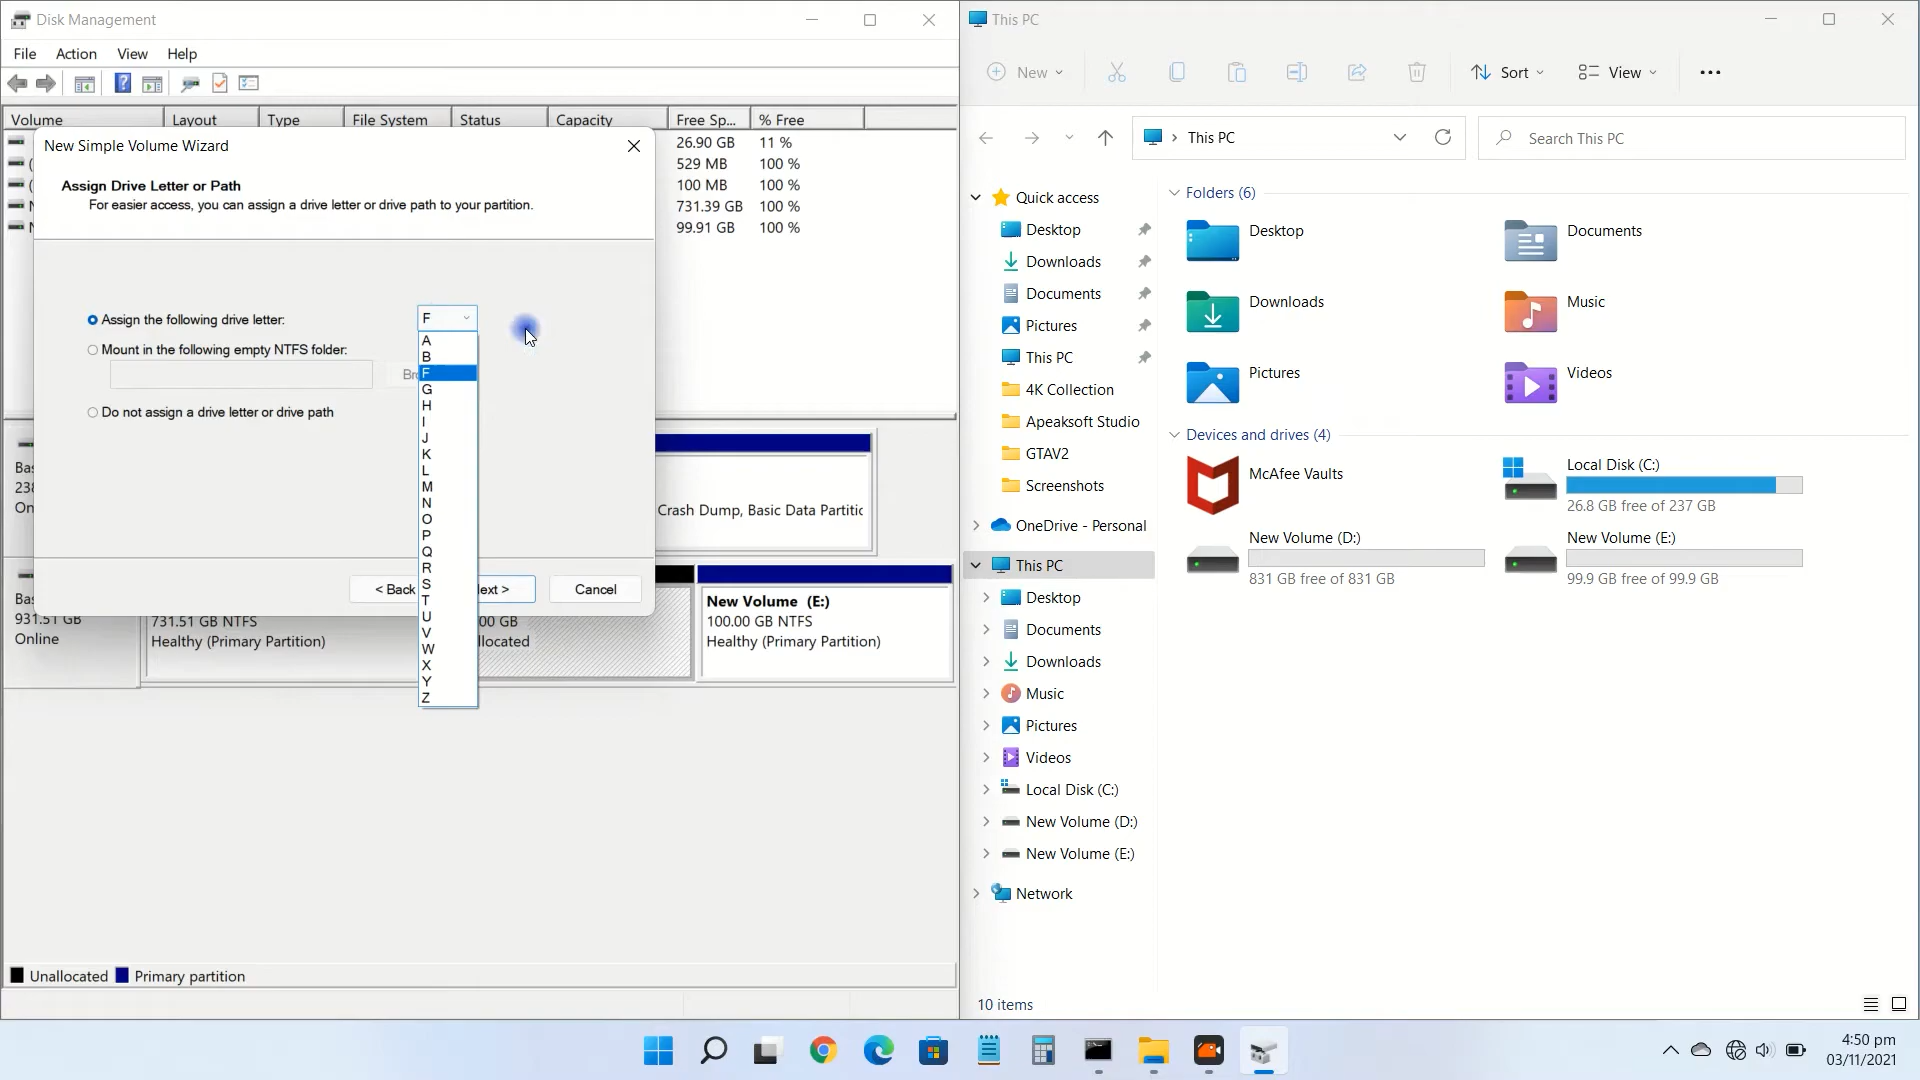 Disk Management
File Action View Help
Volume Layout Type File System Status Capacity Free Sp... % Free
26.90 GB 11 %
529 MB 100 %
100 MB 100 %
731.39 GB 100 %
99.91 GB 100 %
New Simple Volume Wizard
Assign Drive Letter or Path
For easier access, you can assign a drive letter or drive path to your partition.
Assign the following drive letter: F
Mount in the following empty NTFS folder:
Bro
Do not assign a drive letter or drive path
A
B
F
G
H
I
J
K
L
M
N
O
P
Q
R
S
T
U
V
W
X
Y
Z
< Back
ext >
Cancel
Bas
238
On
Crash Dump, Basic Data Partitic
Bas
931.51 GB
Online
731.51 GB NTFS
Healthy (Primary Partition)
00 GB
llocated
New Volume (E:)
100.00 GB NTFS
Healthy (Primary Partition)
Unallocated Primary partition
This PC
New Sort View
This PC
Search This PC
Quick access
Desktop
Downloads
Documents
Pictures
This PC
4K Collection
Apeaksoft Studio
GTAV2
Screenshots
OneDrive - Personal
This PC
Desktop
Documents
Downloads
Music
Pictures
Videos
Local Disk (C:)
New Volume (D:)
New Volume (E:)
Network
Folders (6)
Desktop
Documents
Downloads
Music
Pictures
Videos
Devices and drives (4)
McAfee Vaults
Local Disk (C:)
26.8 GB free of 237 GB
New Volume (D:)
831 GB free of 831 GB
New Volume (E:)
99.9 GB free of 99.9 GB
10 items
4:50 pm
03/11/2021